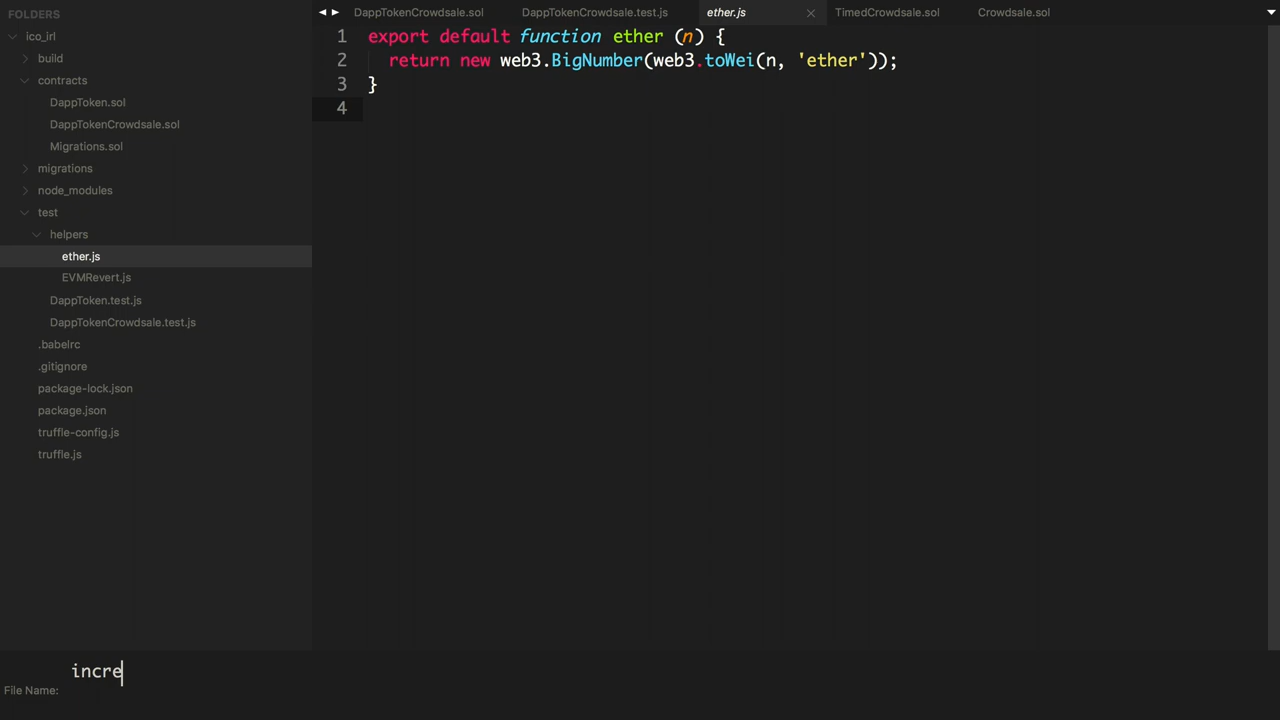 FOLDERS
ico_irl
build
contracts
DappToken.sol
DappTokenCrowdsale.sol
Migrations.sol
migrations
node_modules
test
helpers
ether.js
EVMRevert.js
DappToken.test.js
DappTokenCrowdsale.test.js
.babelrc
.gitignore
package-lock.json
package.json
truffle-config.js
truffle.js
DappTokenCrowdsale.sol DappTokenCrowdsale.test.js ether.js TimedCrowdsale.sol Crowdsale.sol
1 export default function ether (n) {
2 return new web3.BigNumber(web3.toWei(n, 'ether'));
3 }
4
incre
File Name: